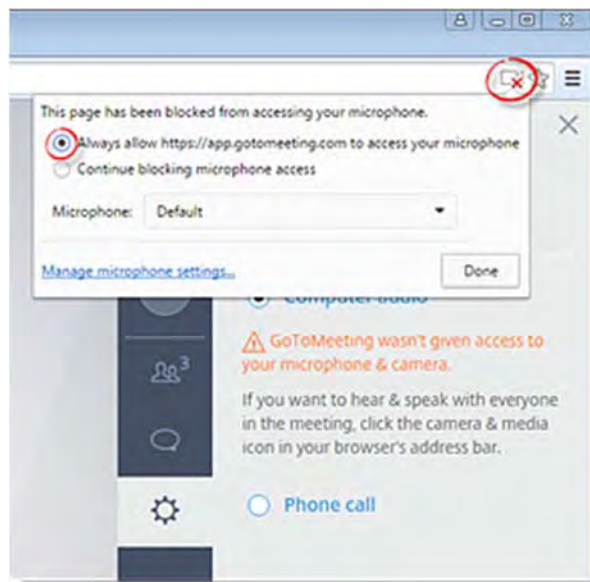 This page has been blocked from accessing your microphone.
Always allow https://app.gotomeeting.com to access your microphone
Continue blocking microphone access
Microphone: Default
Manage microphone settings...
Done
Computer audio
GoToMeeting wasn't given access to
your microphone & camera.
3
If you want to hear & speak with everyone
in the meeting, click the camera & media
icon in your browser's address bar.
Phone call